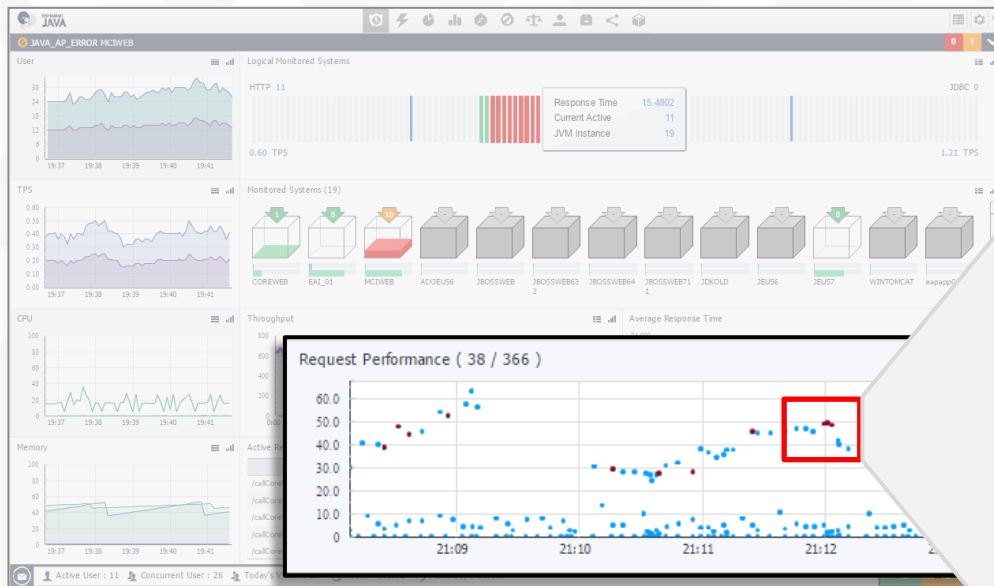 JAVA
JAVA_AP_ERROR MCIWEB
0 1
User
30
24
18
12
6
0
19:37 19:38 19:39 19:40 19:41
Logical Monitored Systems
HTTP 11
JDBC 0
Response Time 15.4802
Current Active 11
JVM Instance 19
0.60 TPS
1.21 TPS
TPS
0.60
0.50
0.40
0.30
0.20
0.10
0.00
19:37 19:38 19:39 19:40 19:41
Monitored Systems (19)
1 0 10 0
COREWEB EAI_01 MCIWEB AIXJEUS6 JBOSSWEB JBOSSWEB632 JBOSSWEB64 JBOSSWEB711 JDKOLD JEUS6 JEUS7 WINTOMCAT
CPU
100
80
60
40
20
0
19:37 19:38 19:39 19:40 19:41
Throughput
800
600
400
200
Average Response Time
Request Performance ( 38 / 366 )
60.0
50.0
40.0
30.0
20.0
10.0
0
21:09 21:10 21:11 21:12
Memory
100
80
60
40
20
0
19:37 19:38 19:39 19:40 19:41
Active Re
/callCore
/callCore
/callCore
/callCore
/callCore
Active User : 11 Concurrent User : 26 Today's V